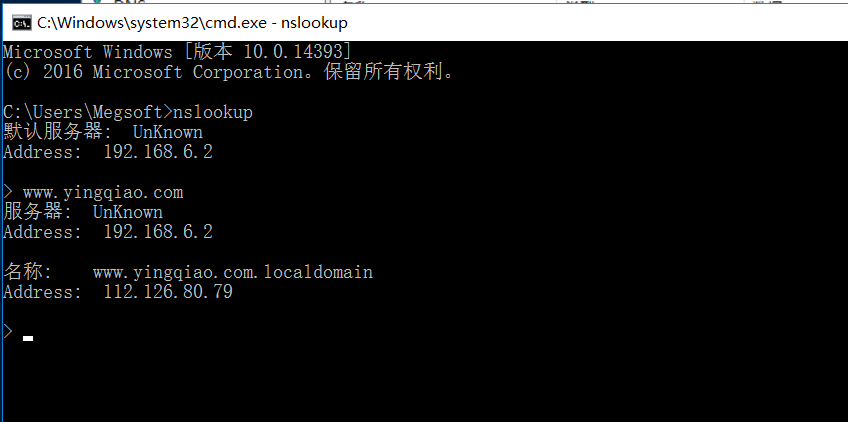 C:\Windows\system32\cmd.exe - nslookup
Microsoft Windows [版本 10.0.14393]
(c) 2016 Microsoft Corporation。保留所有权利。
C:\Users\Megsoft>nslookup
默认服务器:  UnKnown
Address:  192.168.6.2
> www.yingqiao.com
服务器:  UnKnown
Address:  192.168.6.2
名称:    www.yingqiao.com.localdomain
Address:  112.126.80.79
>